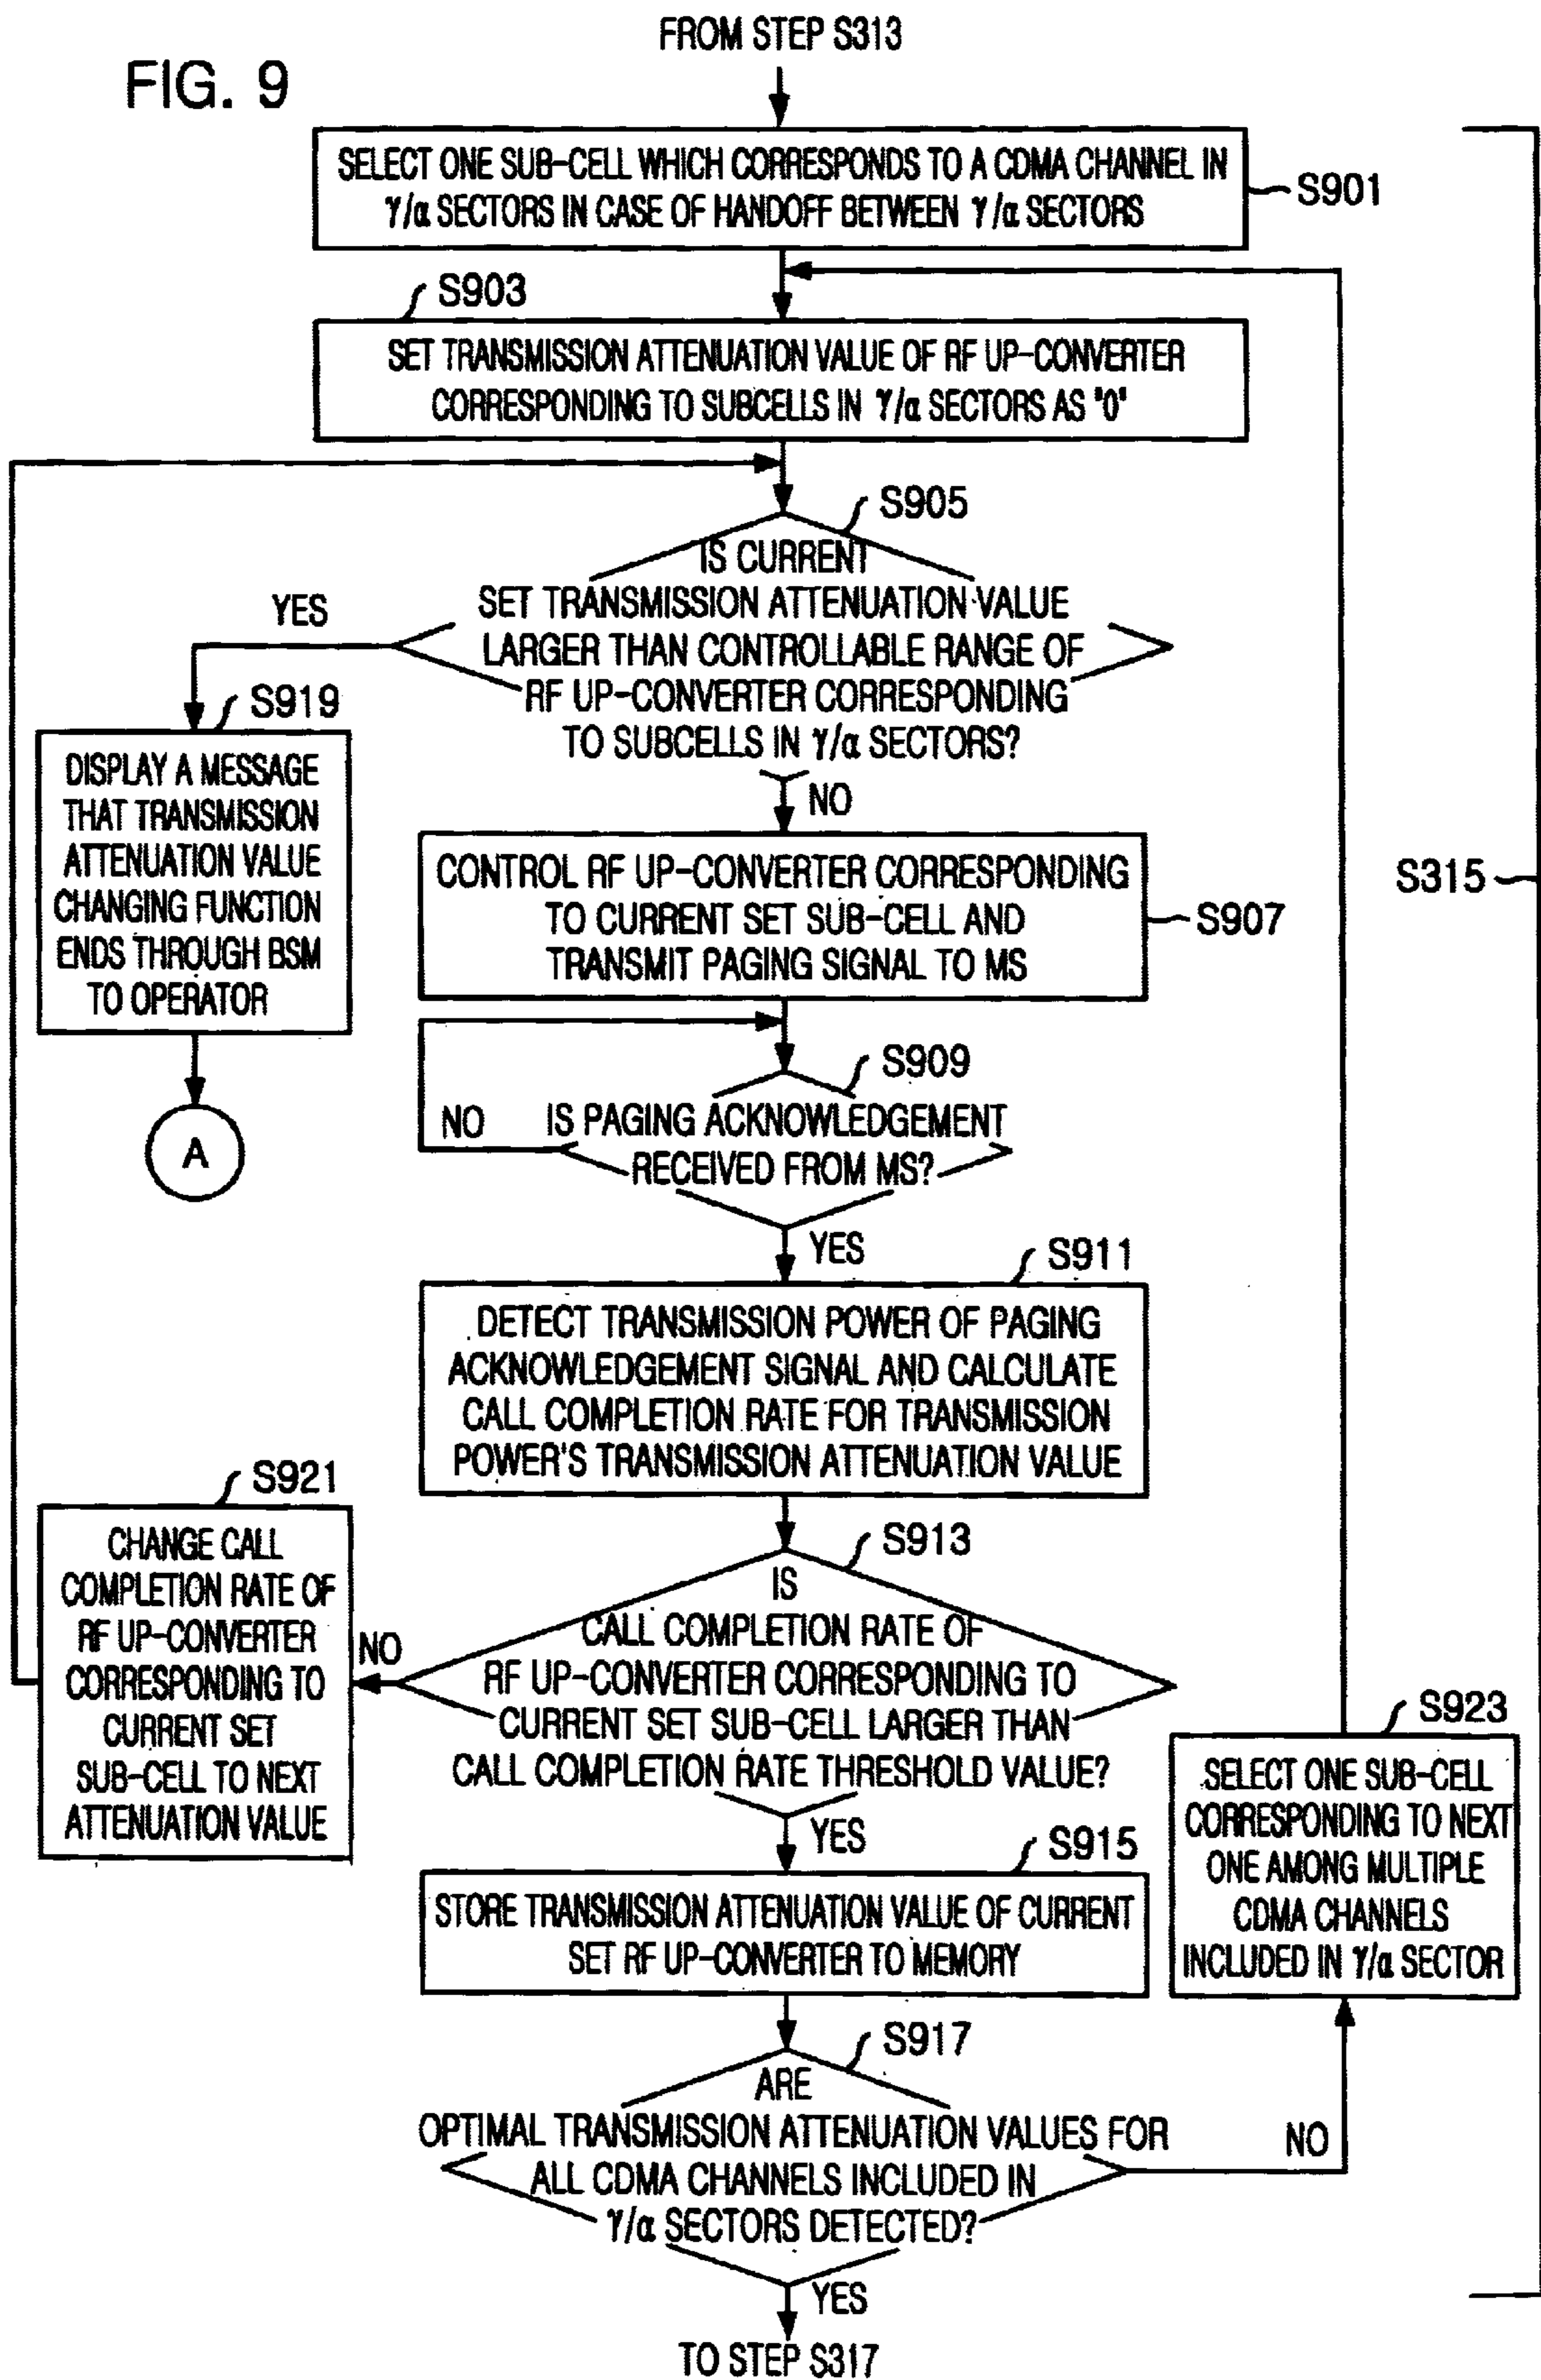 FROM STEP S313
FIG. 9
SELECT ONE SUB-CELL WHICH CORRESPONDS TO A CDMA CHANNEL IN
γ/α SECTORS IN CASE OF HANDOFF BETWEEN γ/α SECTORS
S901
S903
SET TRANSMISSION ATTENUATION VALUE OF RF UP-CONVERTER
CORRESPONDING TO SUBCELLS IN γ/α SECTORS AS "0"
S905
IS CURRENT
SET TRANSMISSION ATTENUATION VALUE
LARGER THAN CONTROLLABLE RANGE OF
RF UP-CONVERTER CORRESPONDING
TO SUBCELLS IN γ/α SECTORS?
YES
NO
S919
DISPLAY A MESSAGE
THAT TRANSMISSION
ATTENUATION VALUE
CHANGING FUNCTION
ENDS THROUGH BSM
TO OPERATOR
A
CONTROL RF UP-CONVERTER CORRESPONDING
TO CURRENT SET SUB-CELL AND
TRANSMIT PAGING SIGNAL TO MS
S907
S315
S909
IS PAGING ACKNOWLEDGEMENT
RECEIVED FROM MS?
NO
YES
S911
DETECT TRANSMISSION POWER OF PAGING
ACKNOWLEDGEMENT SIGNAL AND CALCULATE
CALL COMPLETION RATE FOR TRANSMISSION
POWER'S TRANSMISSION ATTENUATION VALUE
S913
IS
CALL COMPLETION RATE OF
RF UP-CONVERTER CORRESPONDING TO
CURRENT SET SUB-CELL LARGER THAN
CALL COMPLETION RATE THRESHOLD VALUE?
NO
YES
S921
CHANGE CALL
COMPLETION RATE OF
RF UP-CONVERTER
CORRESPONDING TO
CURRENT SET
SUB-CELL TO NEXT
ATTENUATION VALUE
S915
STORE TRANSMISSION ATTENUATION VALUE OF CURRENT
SET RF UP-CONVERTER TO MEMORY
S923
SELECT ONE SUB-CELL
CORRESPONDING TO NEXT
ONE AMONG MULTIPLE
CDMA CHANNELS
INCLUDED IN γ/α SECTOR
S917
ARE
OPTIMAL TRANSMISSION ATTENUATION VALUES FOR
ALL CDMA CHANNELS INCLUDED IN
γ/α SECTORS DETECTED?
NO
YES
TO STEP S317